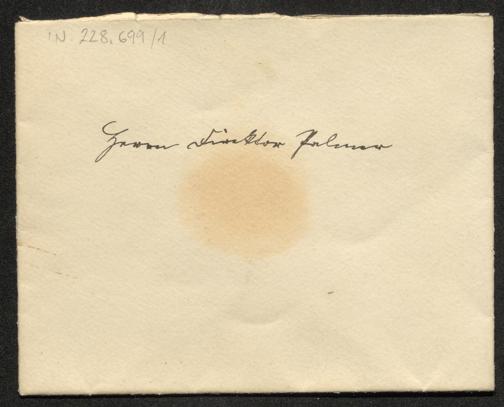 IN. 228.699/1
Herrn Direktor Palmer